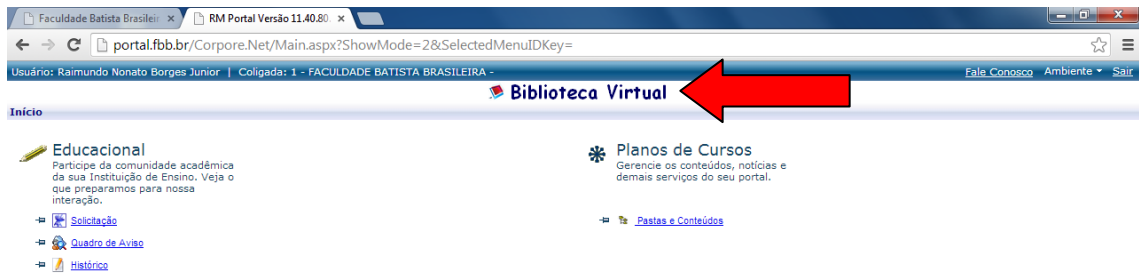 Faculdade Batista Brasileir
RM Portal Versão 11.40.80.
portal.fbb.br/Corpore.Net/Main.aspx?ShowMode=2&SelectedMenuIDKey=
Usuário: Raimundo Nonato Borges Junior | Coligada: 1 - FACULDADE BATISTA BRASILEIRA -
Fale Conosco Ambiente Sair
Biblioteca Virtual
Início
Educacional
Participe da comunidade acadêmica
da sua Instituição de Ensino. Veja o
que preparamos para nossa
interação.
Solicitação
Quadro de Aviso
Histórico
Planos de Cursos
Gerencie os conteúdos, notícias e
demais serviços do seu portal.
Pastas e Conteúdos